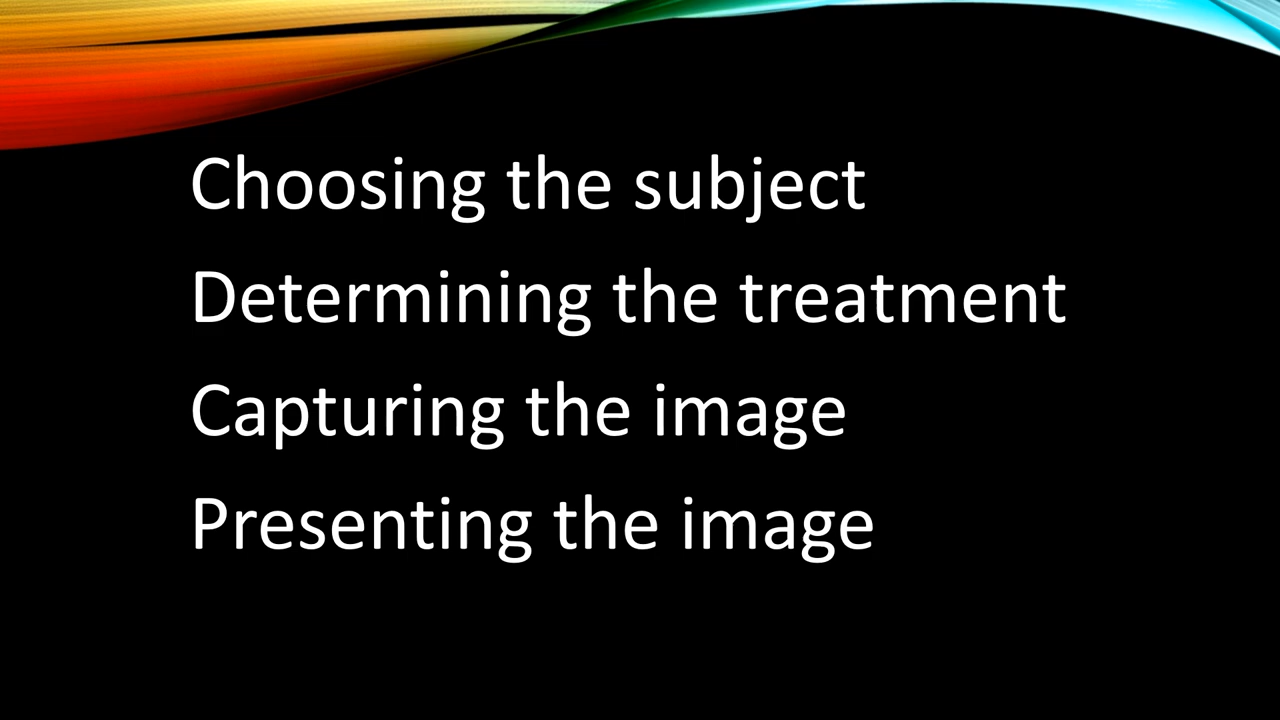 Choosing the subject
Determining the treatment
Capturing the image
Presenting the image